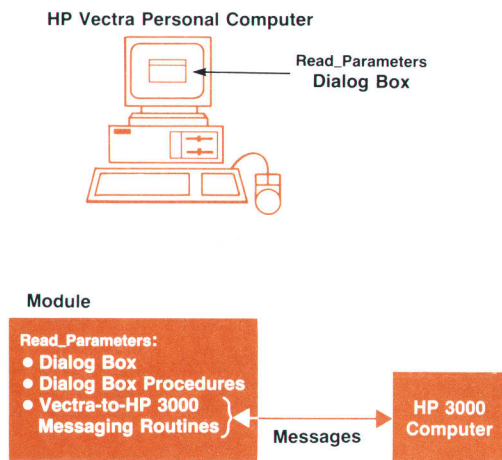 HP Vectra Personal Computer
Read_Parameters
Dialog Box
Module
Read_Parameters:
● Dialog Box
● Dialog Box Procedures
● Vectra-to-HP 3000
Messaging Routines
Messages
HP 3000
Computer